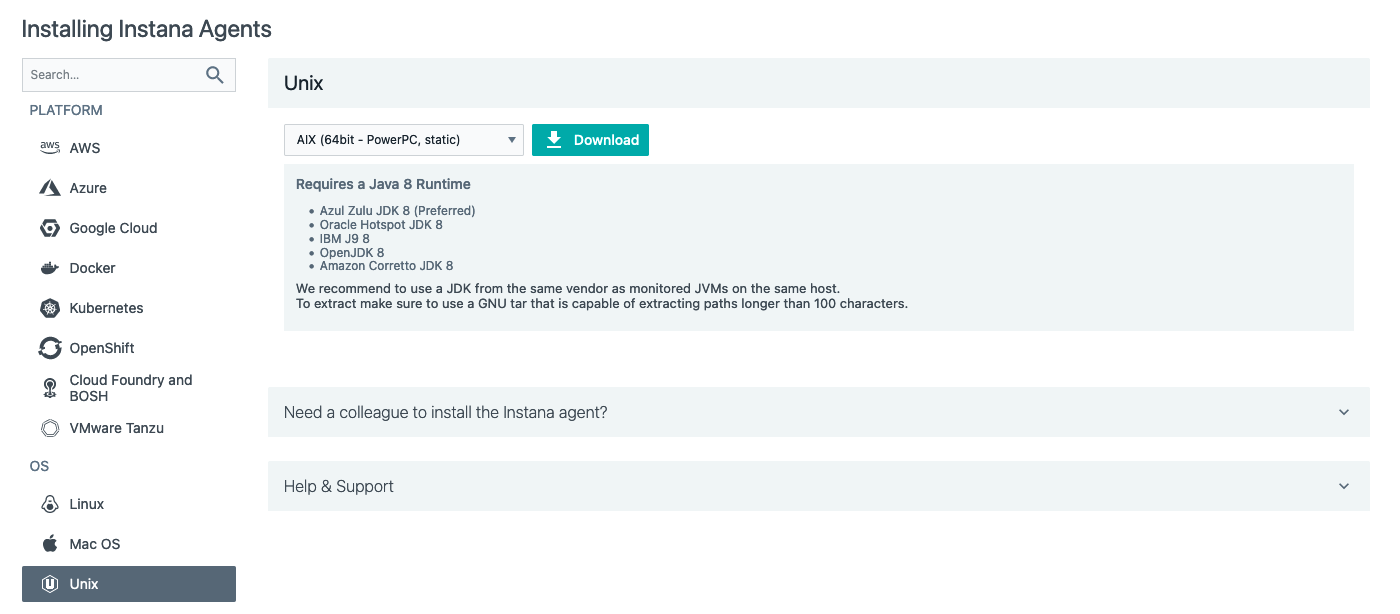 Installing Instana Agents
Search...
PLATFORM
aws AWS
Azure
Google Cloud
Docker
Kubernetes
OpenShift
Cloud Foundry and
BOSH
VMware Tanzu
OS
Linux
Mac OS
U Unix
Unix
AIX (64bit - PowerPC, static)
Download
Requires a Java 8 Runtime
• Azul Zulu JDK 8 (Preferred)
• Oracle Hotspot JDK 8
• IBM J9 8
• OpenJDK 8
• Amazon Corretto JDK 8
We recommend to use a JDK from the same vendor as monitored JVMs on the same host.
To extract make sure to use a GNU tar that is capable of extracting paths longer than 100 characters.
Need a colleague to install the Instana agent?
Help & Support